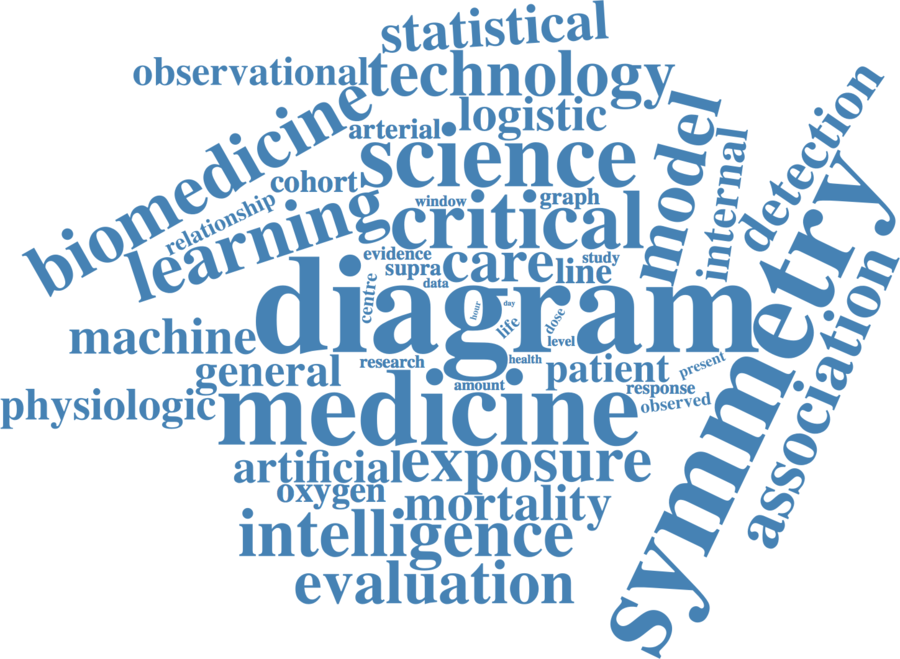 statistical
observational
technology
logistic
arterial
biomedicine
science
model
internal
detection
cohort
relationship
learning
window
graph
critical
evidence
supra
care
line
study
data
centre
diagram
hour
day
life
dose
level
symmetry
association
machine
general
research
health
patient
present
physiologic
amount
response
observed
medicine
artificial
exposure
oxygen
mortality
intelligence
evaluation